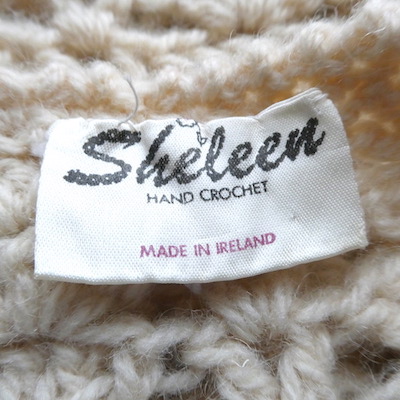 Sheleen
HAND CROCHET
MADE IN IRELAND